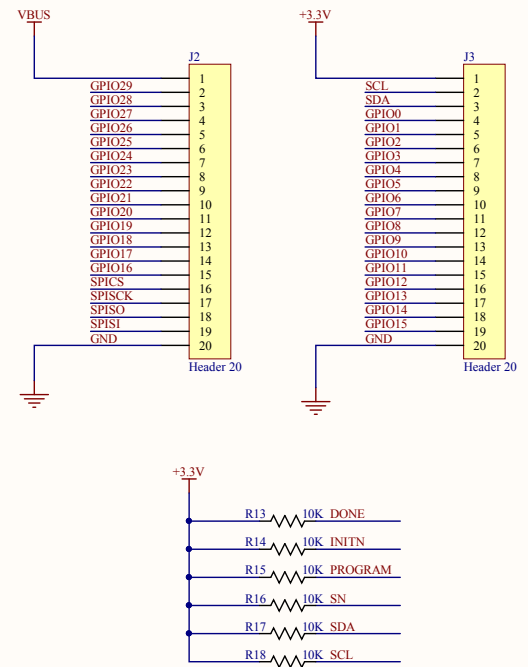 VBUS
J2
1
GPIO29 2
GPIO28 3
GPIO27 4
GPIO26 5
GPIO25 6
GPIO24 7
GPIO23 8
GPIO22 9
GPIO21 10
GPIO20 11
GPIO19 12
GPIO18 13
GPIO17 14
GPIO16 15
SPICS 16
SPISCK 17
SPISO 18
SPISI 19
GND 20
Header 20
+3.3V
J3
1
SCL 2
SDA 3
GPIO0 4
GPIO1 5
GPIO2 6
GPIO3 7
GPIO4 8
GPIO5 9
GPIO6 10
GPIO7 11
GPIO8 12
GPIO9 13
GPIO10 14
GPIO11 15
GPIO12 16
GPIO13 17
GPIO14 18
GPIO15 19
GND 20
Header 20
+3.3V
R13 10K DONE
R14 10K INITN
R15 10K PROGRAM
R16 10K SN
R17 10K SDA
R18 10K SCL